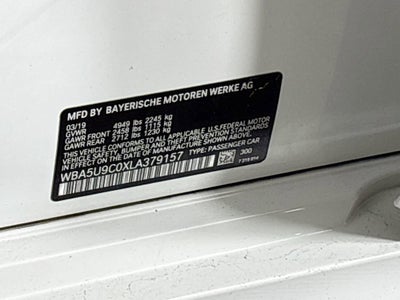 MFD BY BAYERISCHE MOTOREN WERKE AG
03/19
GVWR 4949 lbs 2245 kg
GAWR FRONT 2458 lbs 1115 kg
GAWR REAR 2712 lbs 1230 kg
THIS VEHICLE CONFORMS TO ALL APPLICABLE U.S. FEDERAL MOTOR
VEHICLE SAFETY, BUMPER, AND THEFT PREVENTION STANDARDS IN
EFFECT ON THE DATE OF MANUFACTURE SHOWN ABOVE.
WBA5U9C0XLA379157 TYPE: PASSENGER CAR
300